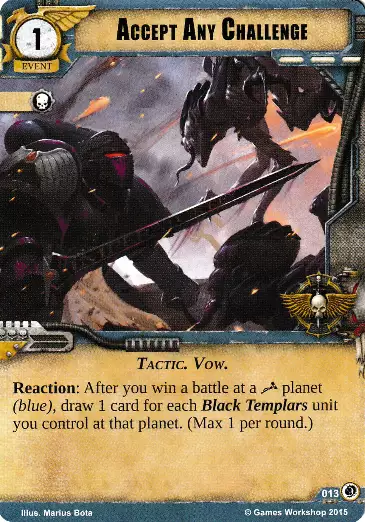 1
EVENT
ACCEPT ANY CHALLENGE
TACTIC. VOW.
Reaction: After you win a battle at a planet
(blue), draw 1 card for each Black Templars unit
you control at that planet. (Max 1 per round.)
013
Illus. Marius Bota
© Games Workshop 2015